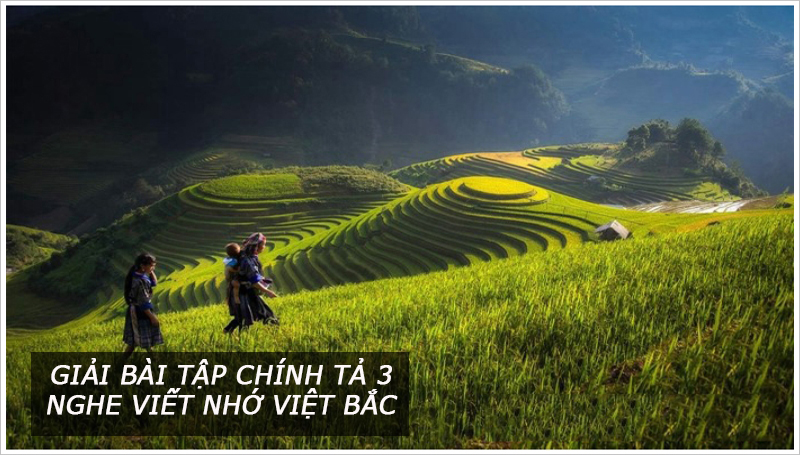 GIẢI BÀI TẬP CHÍNH TẢ 3
NGHE VIẾT NHỚ VIỆT BẮC